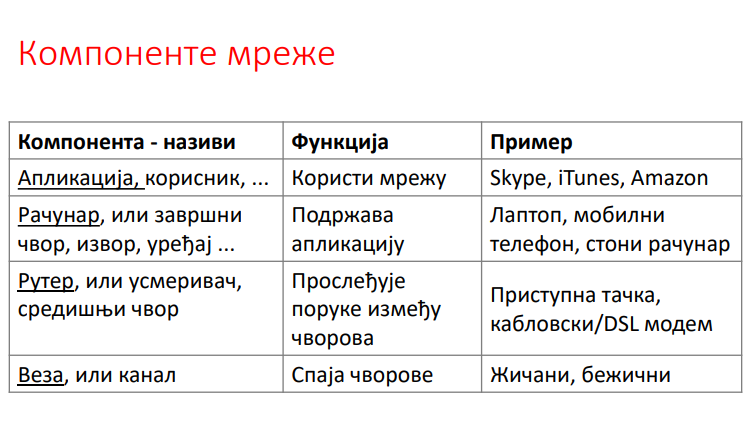 Компоненте мреже
Компонента - називи Функција Пример
Апликација, корисник, ... Користи мрежу Skype, iTunes, Amazon
Рачунар, или завршни
чвор, извор, уређај ...
Подржава
апликацију
Лаптоп, мобилни
телефон, стони рачунар
Рутер, или усмеривач,
средишњи чвор
Прослеђује
поруке између
чворова
Приступна тачка,
кабловски/DSL модем
Веза, или канал Спаја чворове Жичани, бежични